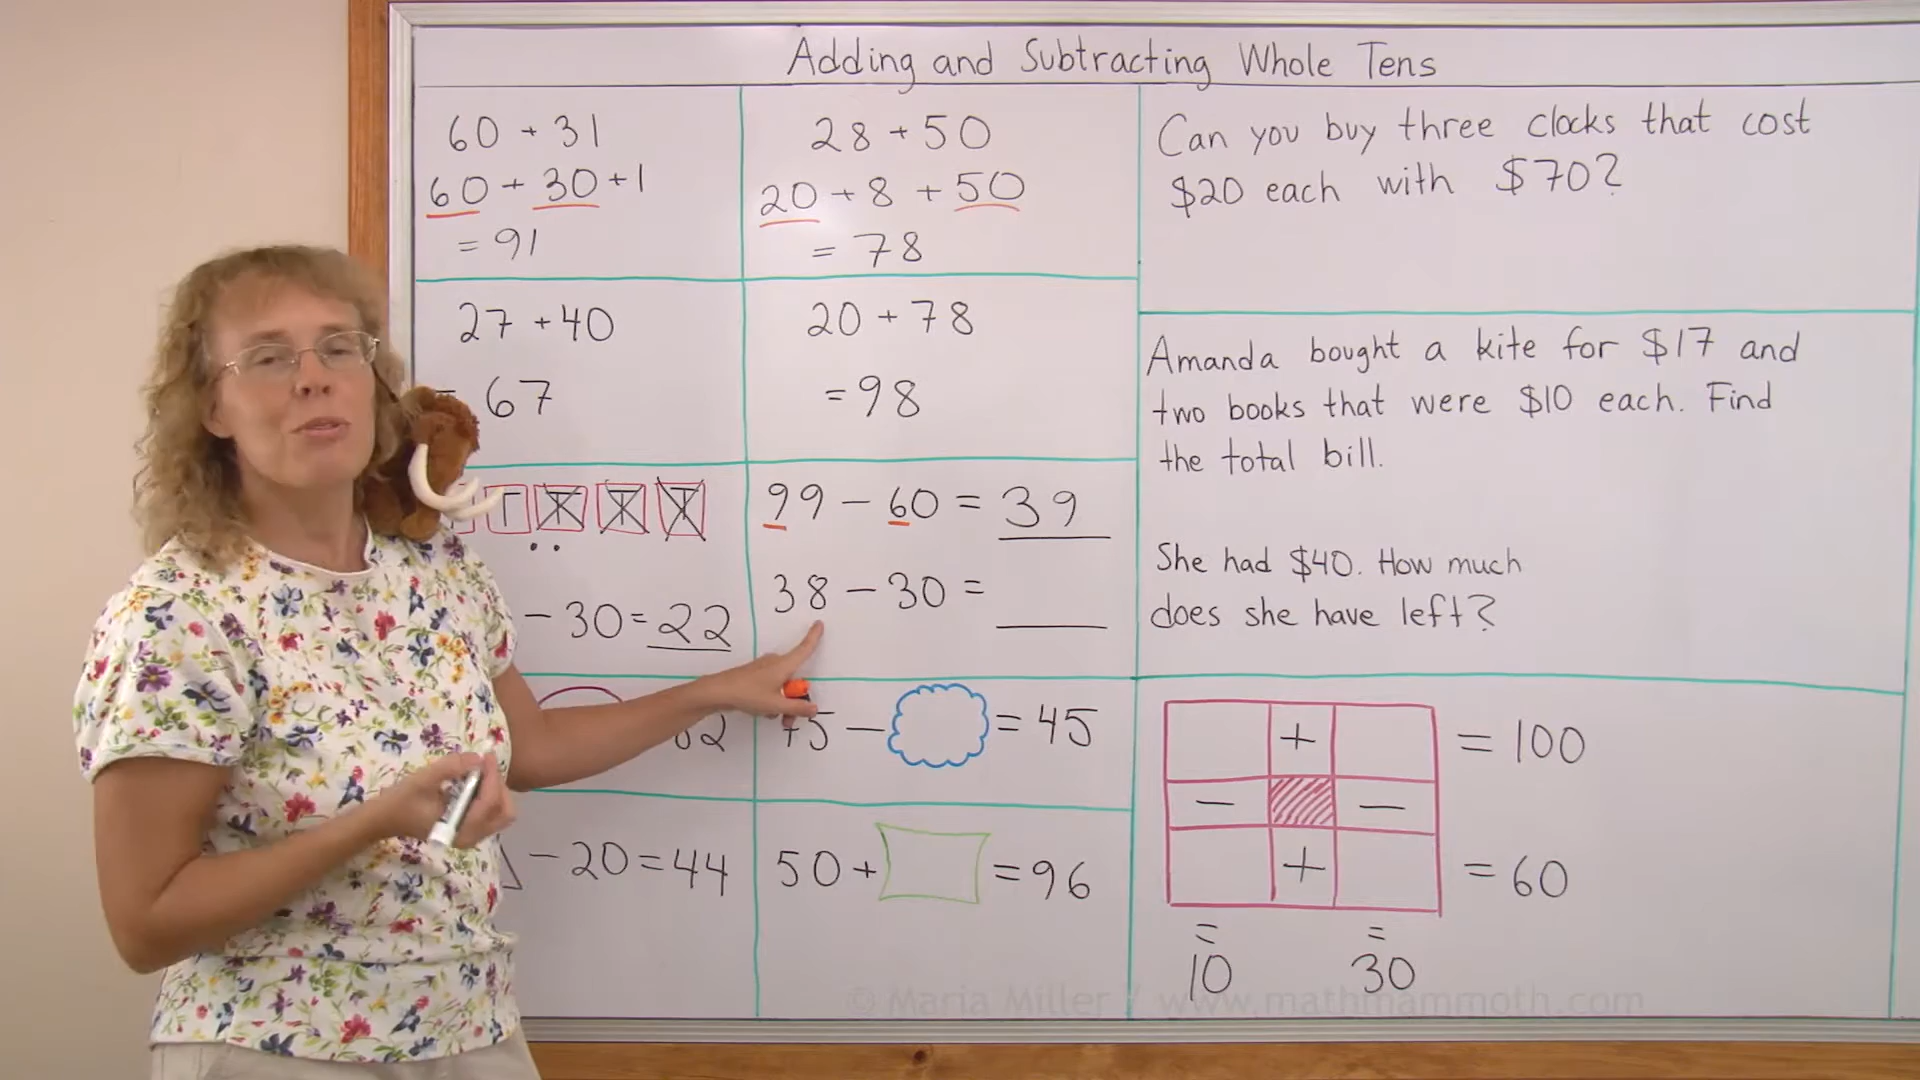 Adding and Subtracting Whole Tens
60 + 31
60 + 30 + 1
= 91
28 + 50
20 + 8 + 50
= 78
Can you buy three clocks that cost
$20 each with $70?
27 + 40
= 67
20 + 78
= 98
Amanda bought a kite for $17 and
two books that were $10 each. Find
the total bill.
She had $40. How much
does she have left?
T T T T
- 30 = 22
99 - 60 = 39
38 - 30 =
75 - = 45
- 20 = 44
50 + = 96
+ = 100
- -
+ = 60
= =
10 30
© Maria Miller / www.mathmammoth.com